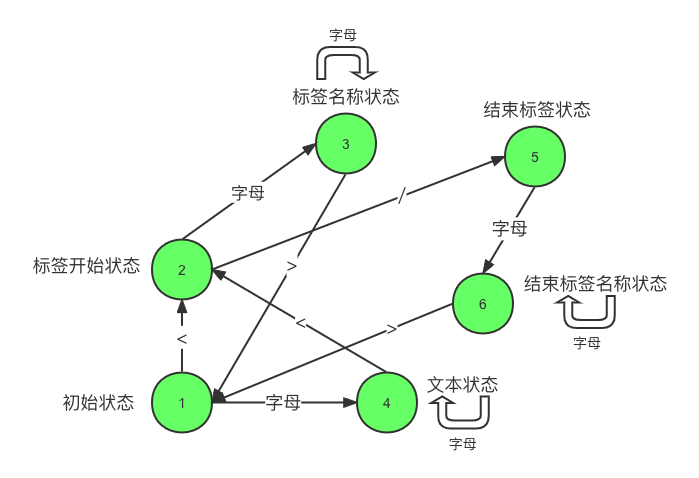 字母
标签名称状态
结束标签状态
3
5
字母
/
字母
标签开始状态
2
>
6
结束标签名称状态
<
>
<
字母
初始状态
1
字母
4
文本状态
字母